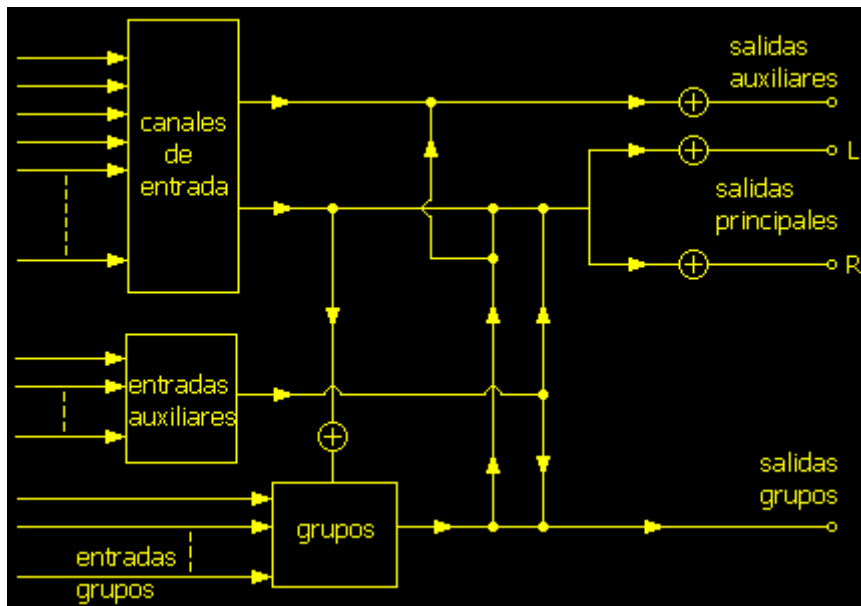 salidas
auxiliares
canales
de
entrada
L
salidas
principales
R
entradas
auxiliares
salidas
grupos
grupos
entradas
grupos